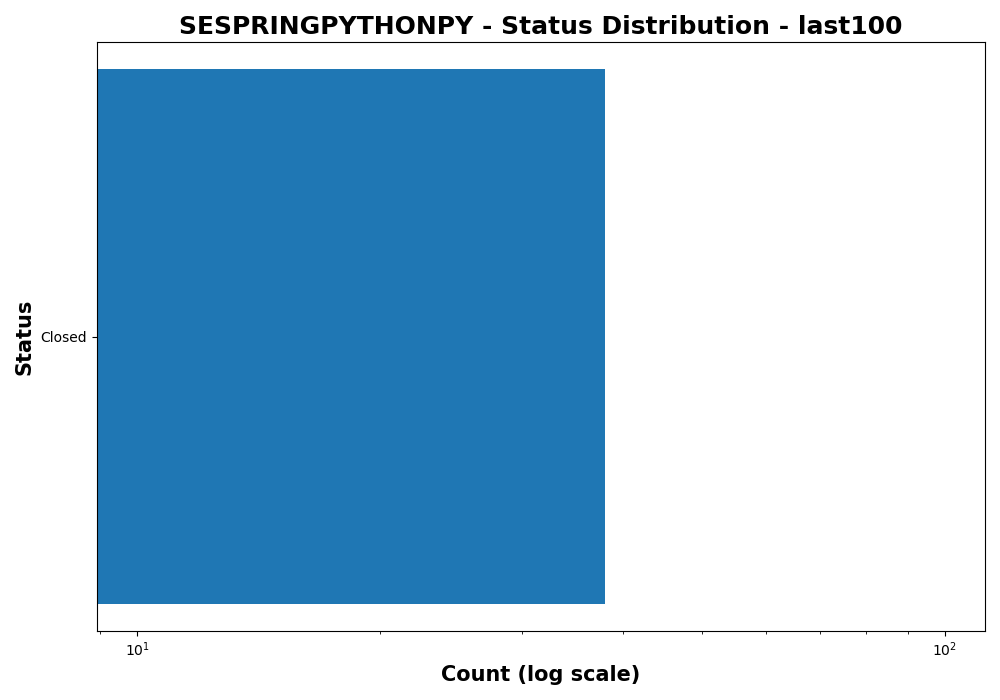 SESPRINGPYTHONPY - Status Distribution - last100
Status
Closed
10¹
10²
Count (log scale)